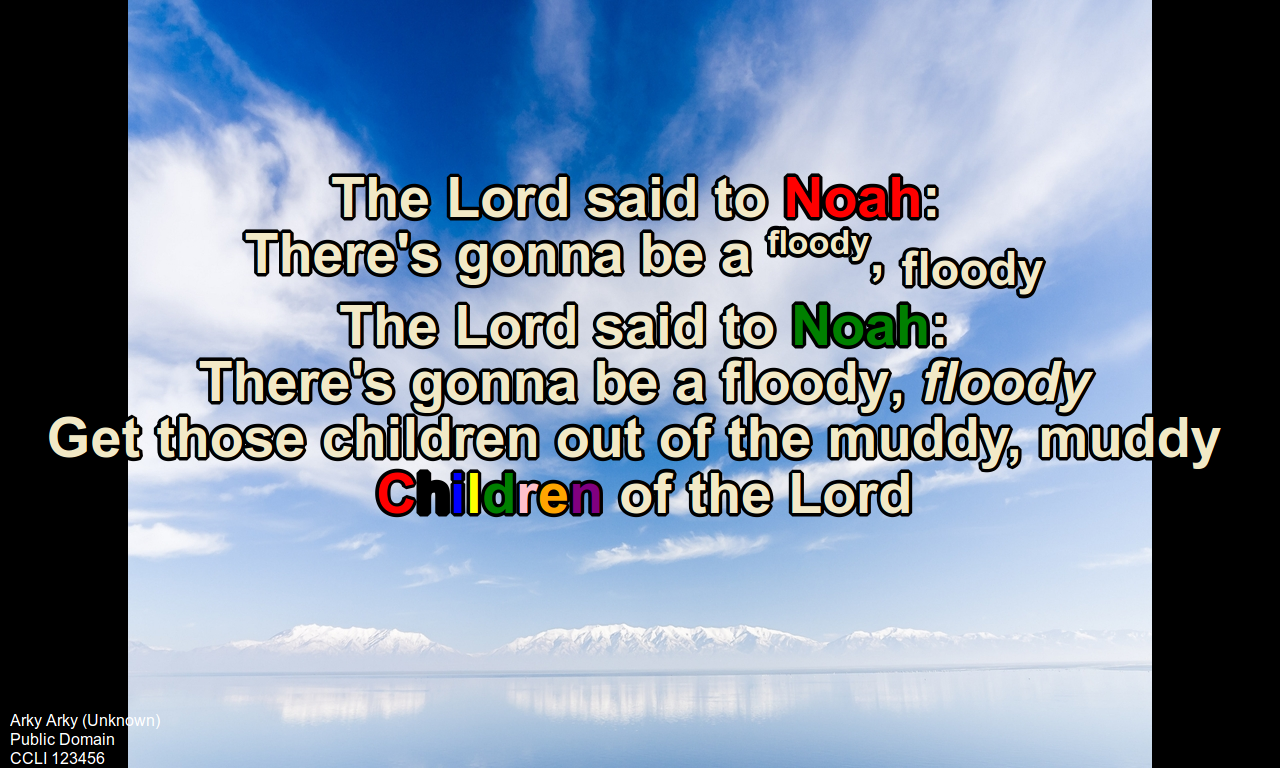 The Lord said to Noah:
There's gonna be a floody, floody
The Lord said to Noah:
There's gonna be a floody, floody
Get those children out of the muddy, muddy
Children of the Lord
Arky Arky (Unknown)
Public Domain
CCLI 123456